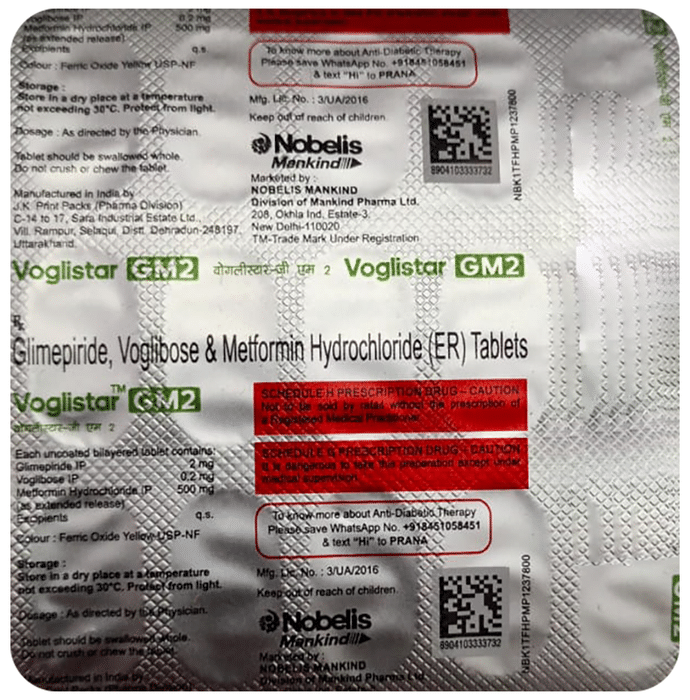 Voglibose IP 0.2 mg
Metformin Hydrochloride IP 500 mg
(as extended release)
Excipients q.s.
Colour : Ferric Oxide Yellow USP-NF
Storage :
Store in a dry place at a temperature
not exceeding 30°C. Protect from light.
Dosage : As directed by the Physician.
Tablet should be swallowed whole.
Do not crush or chew the tablet.
Manufactured in India by
J.K. Print Packs (Pharma Division)
C-14 to 17, Sara Industrial Estate Ltd.,
Vill. Rampur, Selaqui, Distt. Dehradun-248197,
Uttarakhand.
To know more about Anti-Diabetic Therapy
Please save WhatsApp No. +918451058451
& text "Hi" to PRANA
Mfg. Lic. No. : 3/UA/2016
Keep out of reach of children.
Nobelis
Mankind
Marketed by :
NOBELIS MANKIND
Division of Mankind Pharma Ltd.
208, Okhla Ind. Estate-3,
New Delhi-110020
TM-Trade Mark Under Registration
8904103333732
NBK1TFHPMP1237800
Voglistar GM2 वोगलीस्टार-जी एम 2 Voglistar GM2
Rx
Glimepiride, Voglibose & Metformin Hydrochloride (ER) Tablets
Voglistar™ GM2
वोगलीस्टार-जी एम 2
Each uncoated bilayered tablet contains:
Glimepiride IP 2 mg
Voglibose IP 0.2 mg
Metformin Hydrochloride IP 500 mg
(as extended release)
Excipients q.s.
Colour : Ferric Oxide Yellow USP-NF
Storage :
Store in a dry place at a temperature
not exceeding 30°C. Protect from light.
Dosage : As directed by the Physician.
Tablet should be swallowed whole.
Do not crush or chew the tablet.
Manufactured in India by :
SCHEDULE H PRESCRIPTION DRUG - CAUTION
Not to be sold by retail without the prescription of
a Registered Medical Practitioner.
SCHEDULE G PRESCRIPTION DRUG - CAUTION
It is dangerous to take this preparation except under
medical supervision
To know more about Anti-Diabetic Therapy
Please save WhatsApp No. +918451058451
& text "Hi" to PRANA
Mfg. Lic. No. : 3/UA/2016
Keep out of reach of children.
Nobelis
Mankind
Marketed by :
NOBELIS MANKIND
Division of Mankind Pharma Ltd.
8904103333732
NBK1TFHPMP1237800